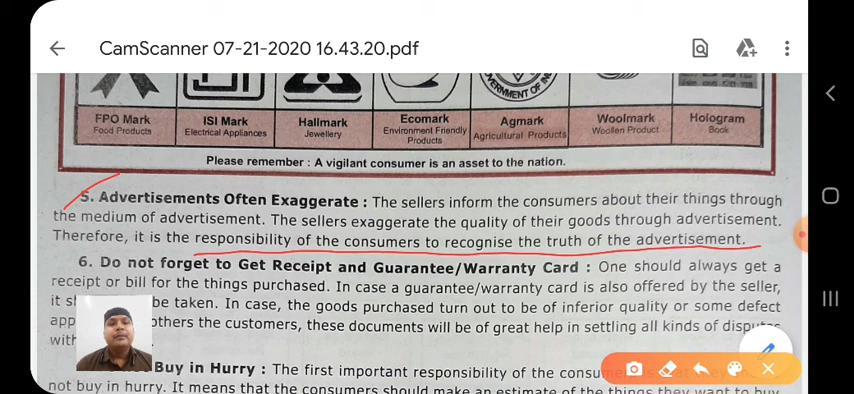 CamScanner 07-21-2020 16.43.20.pdf
GOVERNMENT OF IND
FPO Mark ISI Mark Hallmark Ecomark Agmark Woolmark Hologram
Food Products Electrical Appliances Jewellery Environment Friendly Products Agricultural Products Woollen Product Book
Please remember : A vigilant consumer is an asset to the nation.
5. Advertisements Often Exaggerate : The sellers inform the consumers about their things through
the medium of advertisement. The sellers exaggerate the quality of their goods through advertisement.
Therefore, it is the responsibility of the consumers to recognise the truth of the advertisement.
6. Do not forget to Get Receipt and Guarantee/Warranty Card : One should always get a
receipt or bill for the things purchased. In case a guarantee/warranty card is also offered by the seller,
it be taken. In case, the goods purchased turn out to be of inferior quality or some defect
app others the customers, these documents will be of great help in settling all kinds of disputes
with
Buy in Hurry : The first important responsibility of the
not buy in hurry. It means that the consumers should make an estimate of the things they want to buy